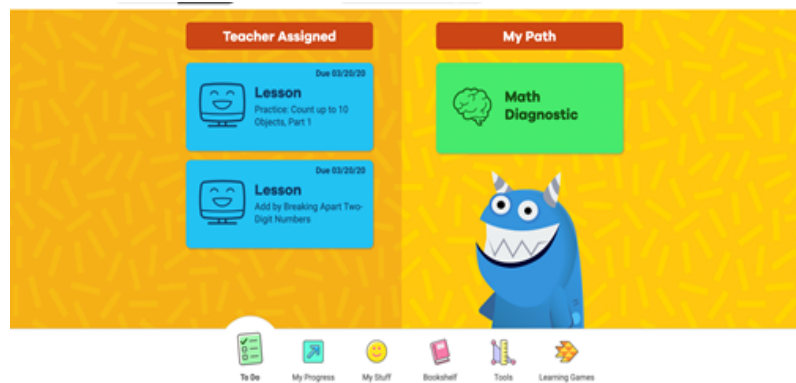 Teacher Assigned
Due 03/20/20
Lesson
Practice: Count up to 10
Objects, Part 1
Due 03/20/20
Lesson
Add by Breaking Apart Two-
Digit Numbers
My Path
Math
Diagnostic
To Do
My Progress
My Stuff
Bookshelf
Tools
Learning Games